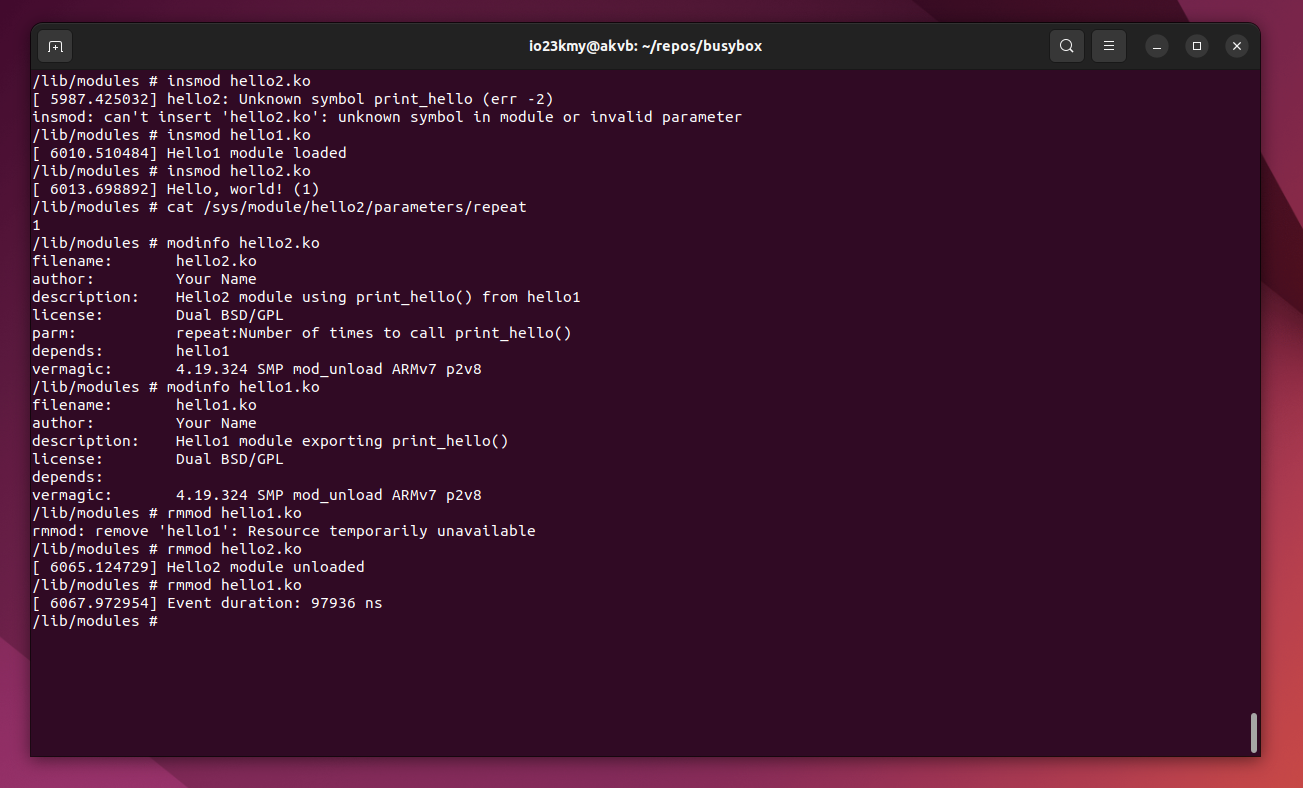 io23kmy@akvb: ~/repos/busybox
/lib/modules # insmod hello2.ko
[ 5987.425032] hello2: Unknown symbol print_hello (err -2)
insmod: can't insert 'hello2.ko': unknown symbol in module or invalid parameter
/lib/modules # insmod hello1.ko
[ 6010.510484] Hello1 module loaded
/lib/modules # insmod hello2.ko
[ 6013.698892] Hello, world! (1)
/lib/modules # cat /sys/module/hello2/parameters/repeat
1
/lib/modules # modinfo hello2.ko
filename:       hello2.ko
author:         Your Name
description:    Hello2 module using print_hello() from hello1
license:        Dual BSD/GPL
parm:           repeat:Number of times to call print_hello()
depends:        hello1
vermagic:       4.19.324 SMP mod_unload ARMv7 p2v8
/lib/modules # modinfo hello1.ko
filename:       hello1.ko
author:         Your Name
description:    Hello1 module exporting print_hello()
license:        Dual BSD/GPL
depends:
vermagic:       4.19.324 SMP mod_unload ARMv7 p2v8
/lib/modules # rmmod hello1.ko
rmmod: remove 'hello1': Resource temporarily unavailable
/lib/modules # rmmod hello2.ko
[ 6065.124729] Hello2 module unloaded
/lib/modules # rmmod hello1.ko
[ 6067.972954] Event duration: 97936 ns
/lib/modules #